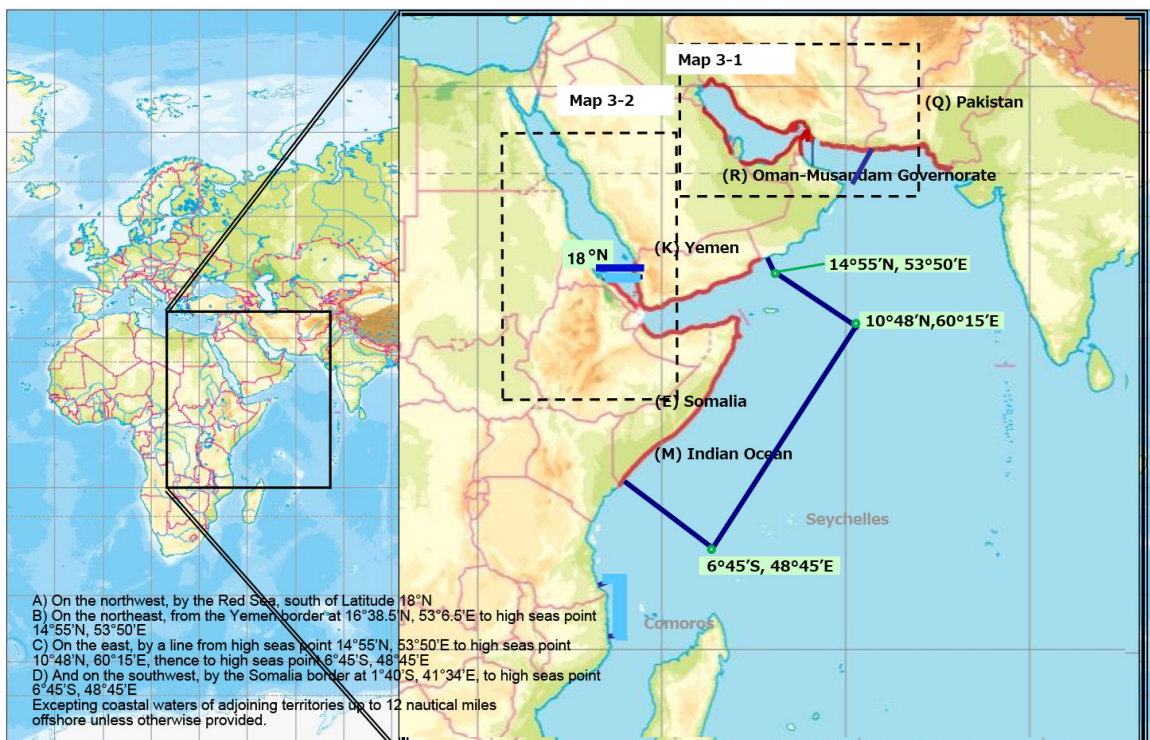 Map 3-1
Map 3-2
(Q) Pakistan
(R) Oman-Musandam Governorate
(K) Yemen
18°N
14°55′N, 53°50′E
10°48′N,60°15′E
(E) Somalia
(M) Indian Ocean
Seychelles
6°45′S, 48°45′E
Comoros
A) On the northwest, by the Red Sea, south of Latitude 18°N
B) On the northeast, from the Yemen border at 16°38.5'N, 53°6.5'E to high seas point
14°55'N, 53°50'E
C) On the east, by a line from high seas point 14°55'N, 53°50'E to high seas point
10°48'N, 60°15'E, thence to high seas point 6°45'S, 48°45'E
D) And on the southwest, by the Somalia border at 1°40'S, 41°34'E, to high seas point
6°45'S, 48°45'E
Excepting coastal waters of adjoining territories up to 12 nautical miles
offshore unless otherwise provided.